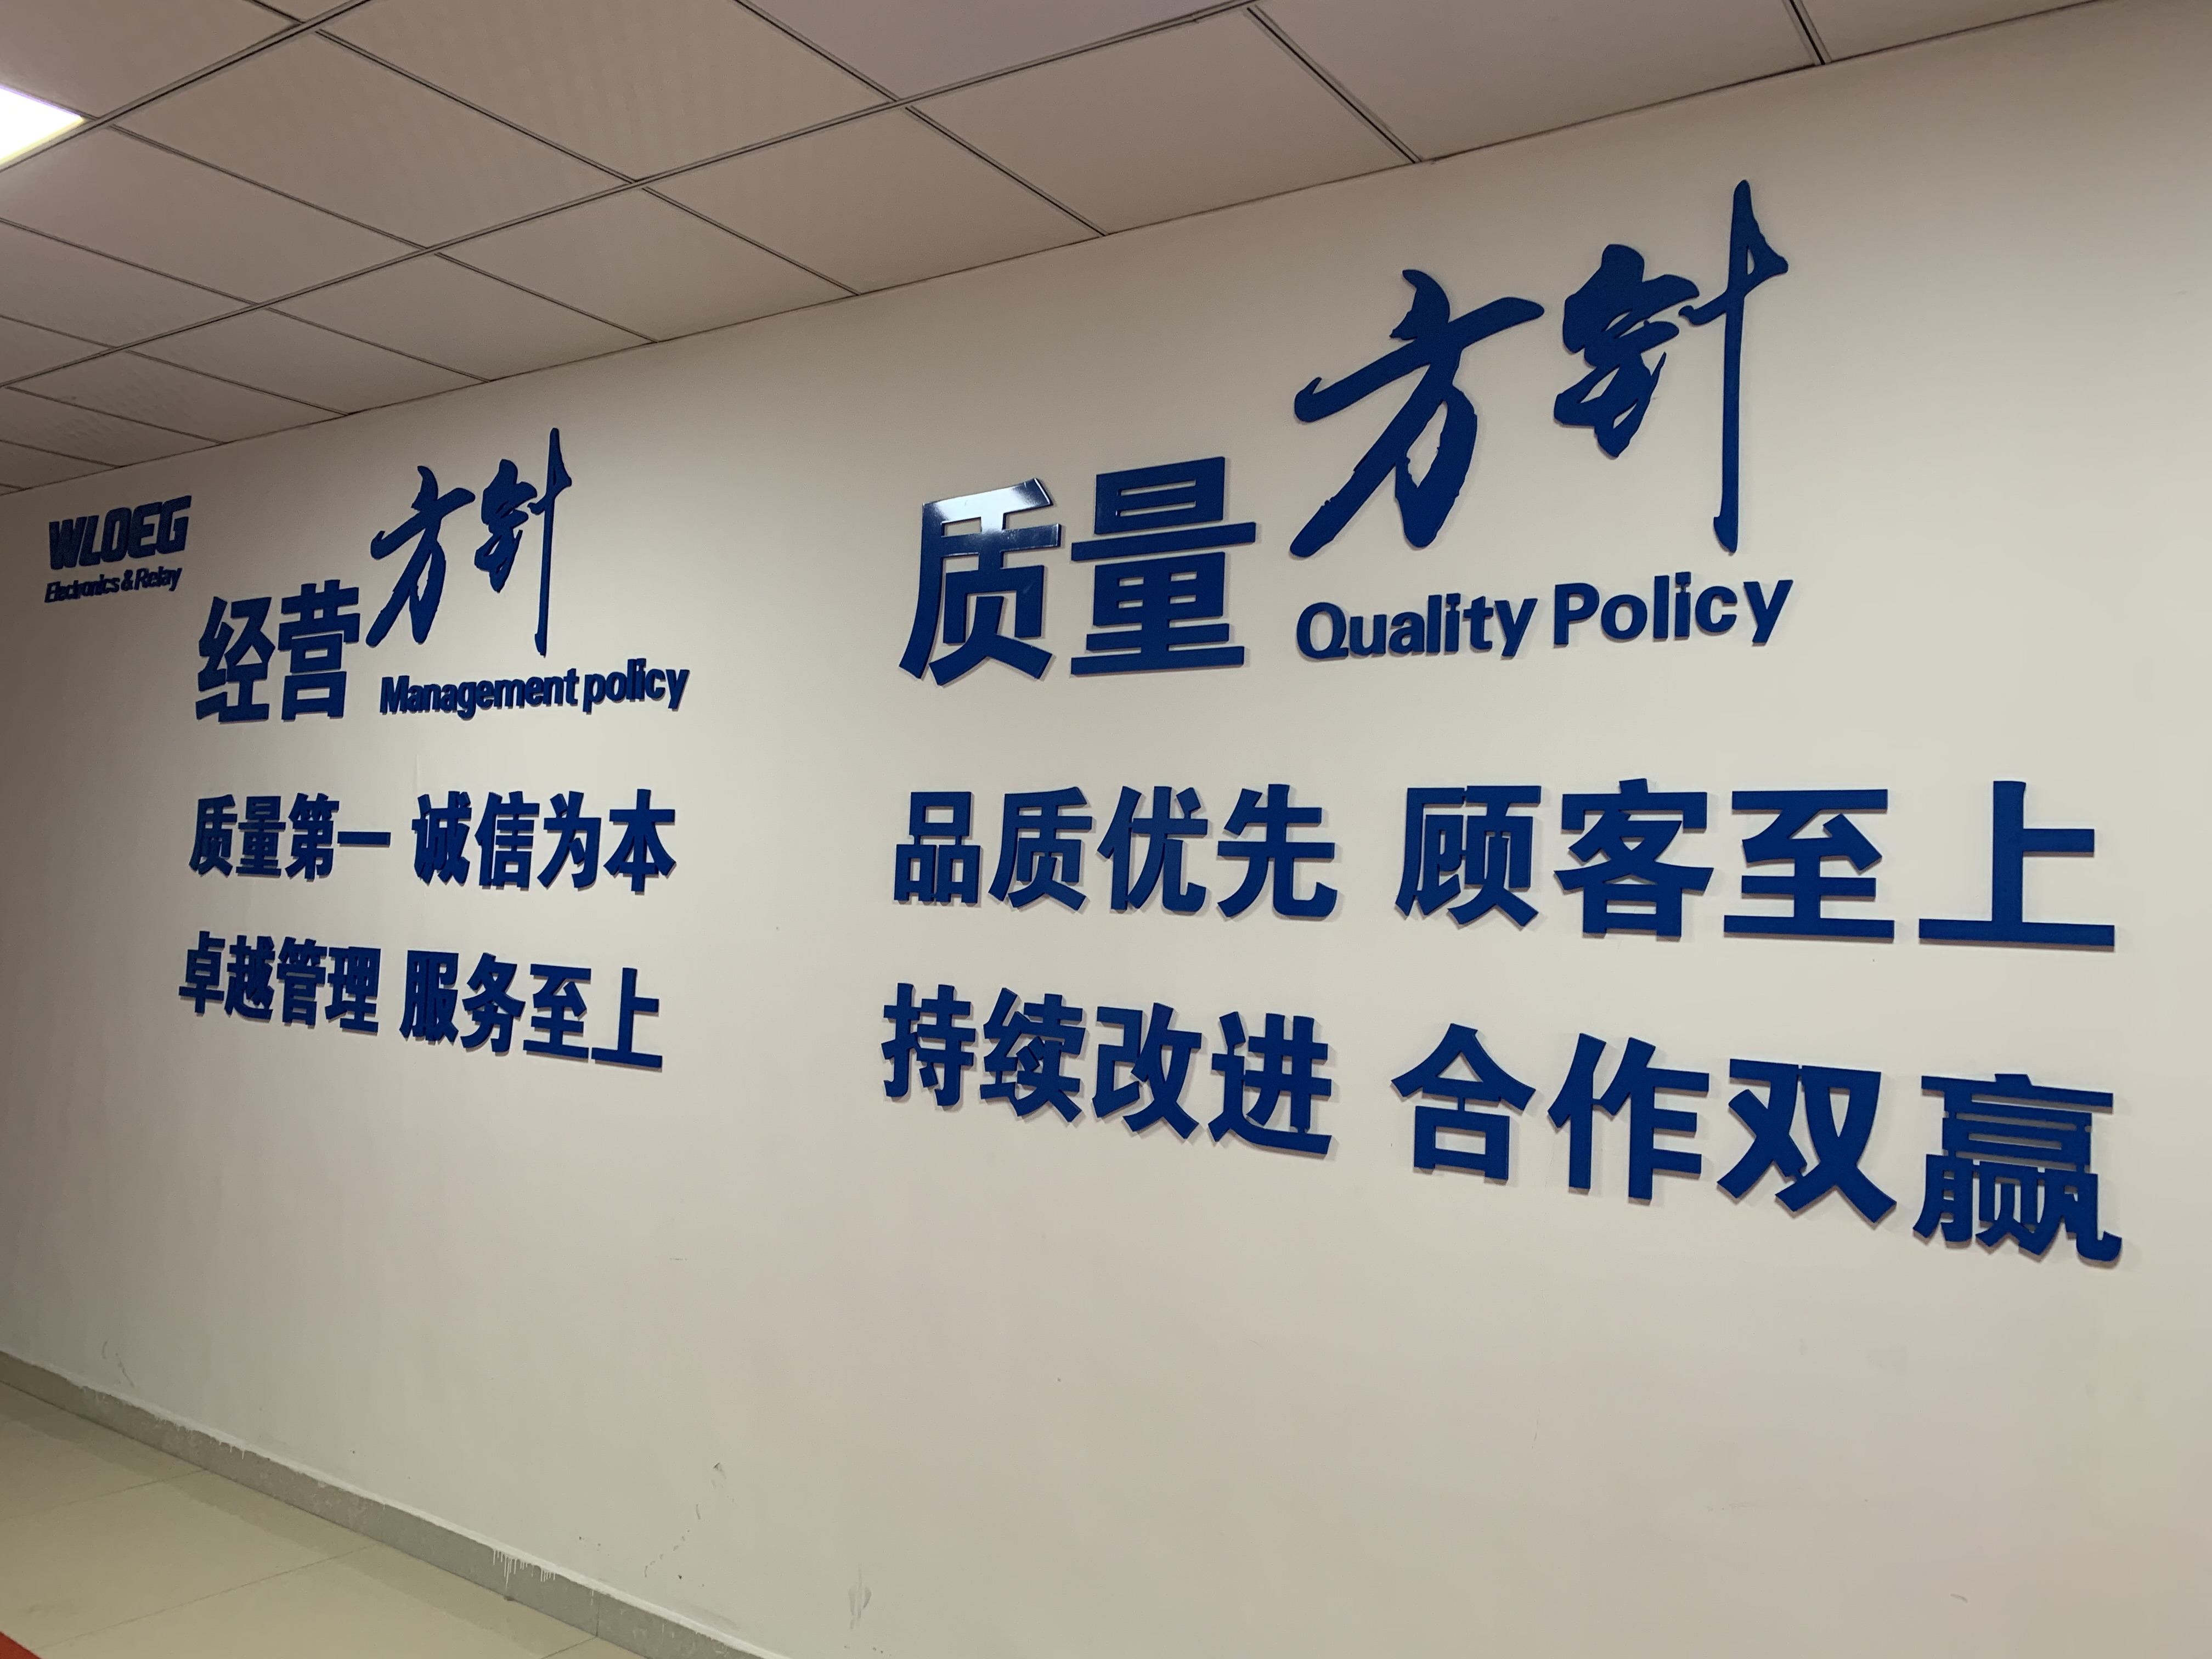 WLOEG
Electronics & Relay
经营方针
Management policy
质量第一 诚信为本
卓越管理 服务至上
质量方针
Quality Policy
品质优先 顾客至上
持续改进 合作双赢